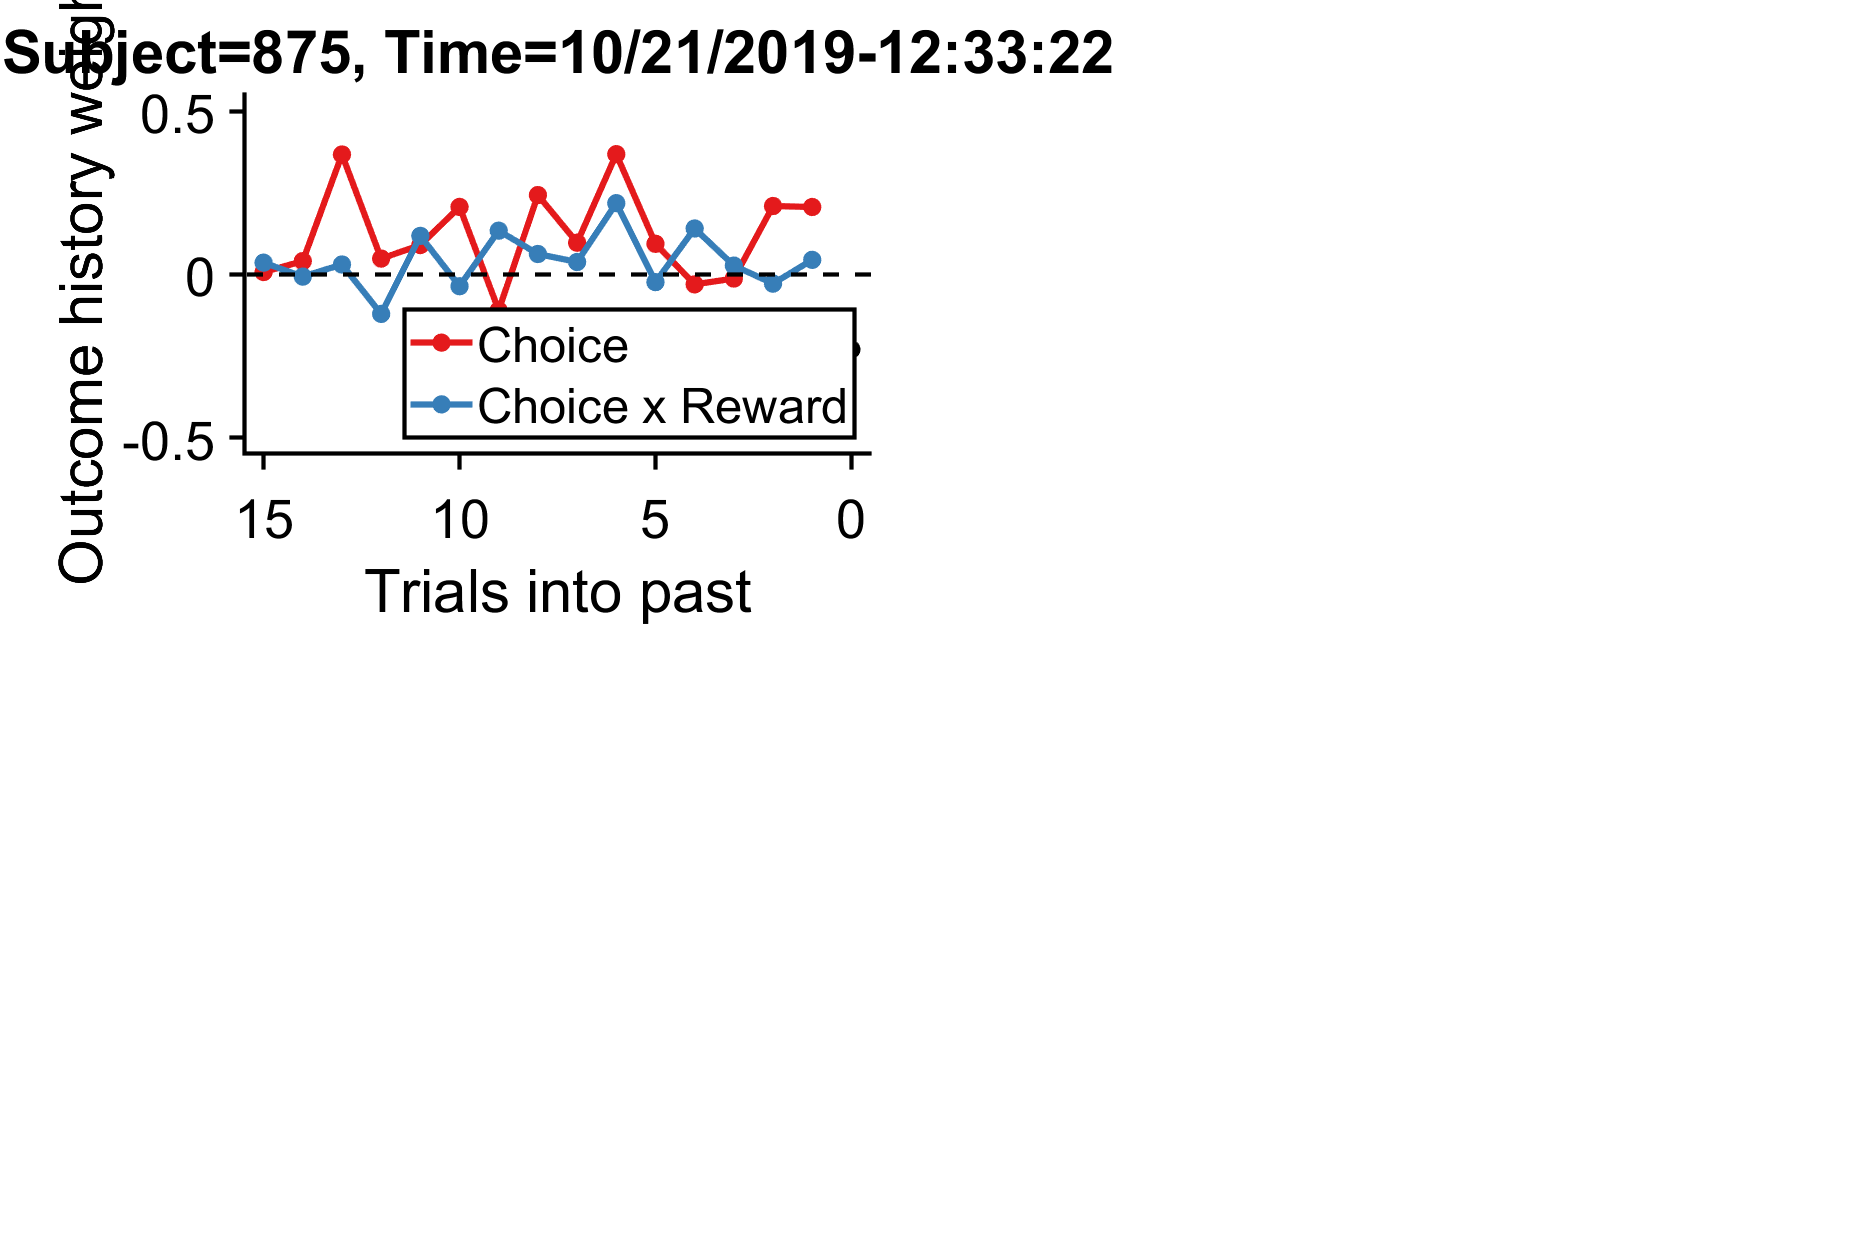 Subject=875, Time=10/21/2019-12:33:22
Outcome history
0.5
0
-0.5
Choice
Choice x Reward
15 10 5 0
Trials into past